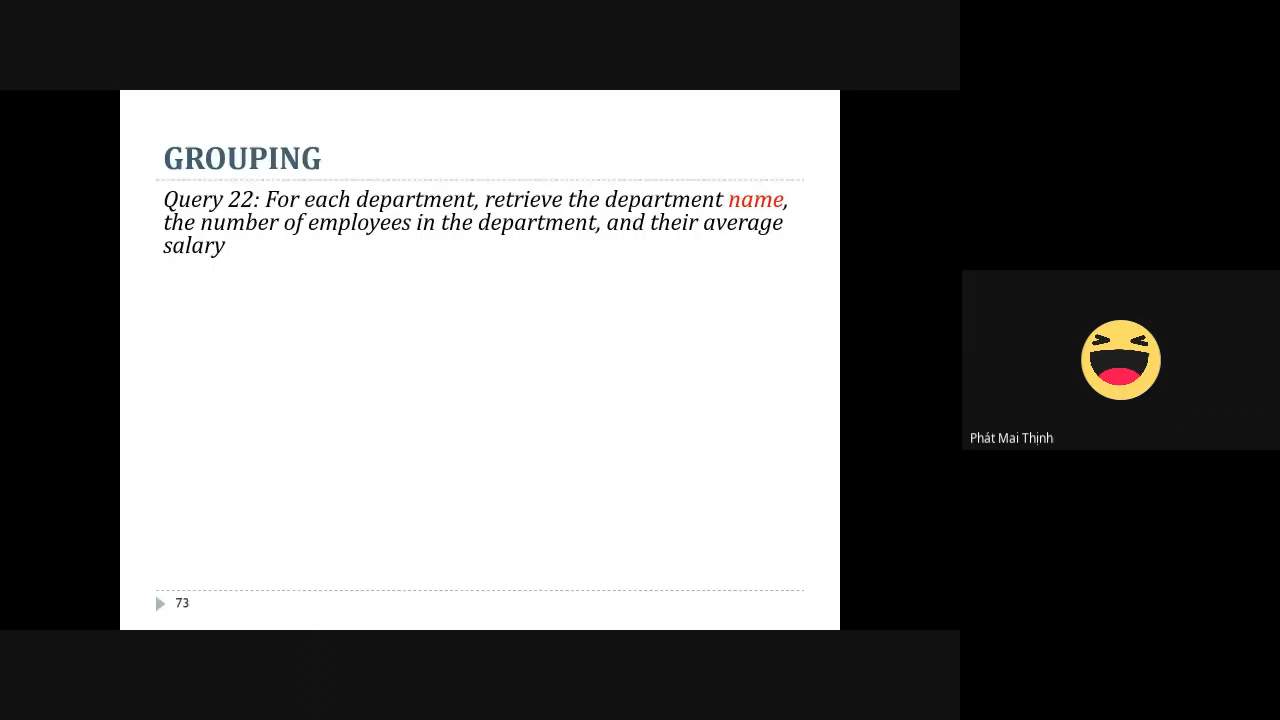 GROUPING
Query 22: For each department, retrieve the department name,
the number of employees in the department, and their average
salary
73
Phát Mai Thịnh